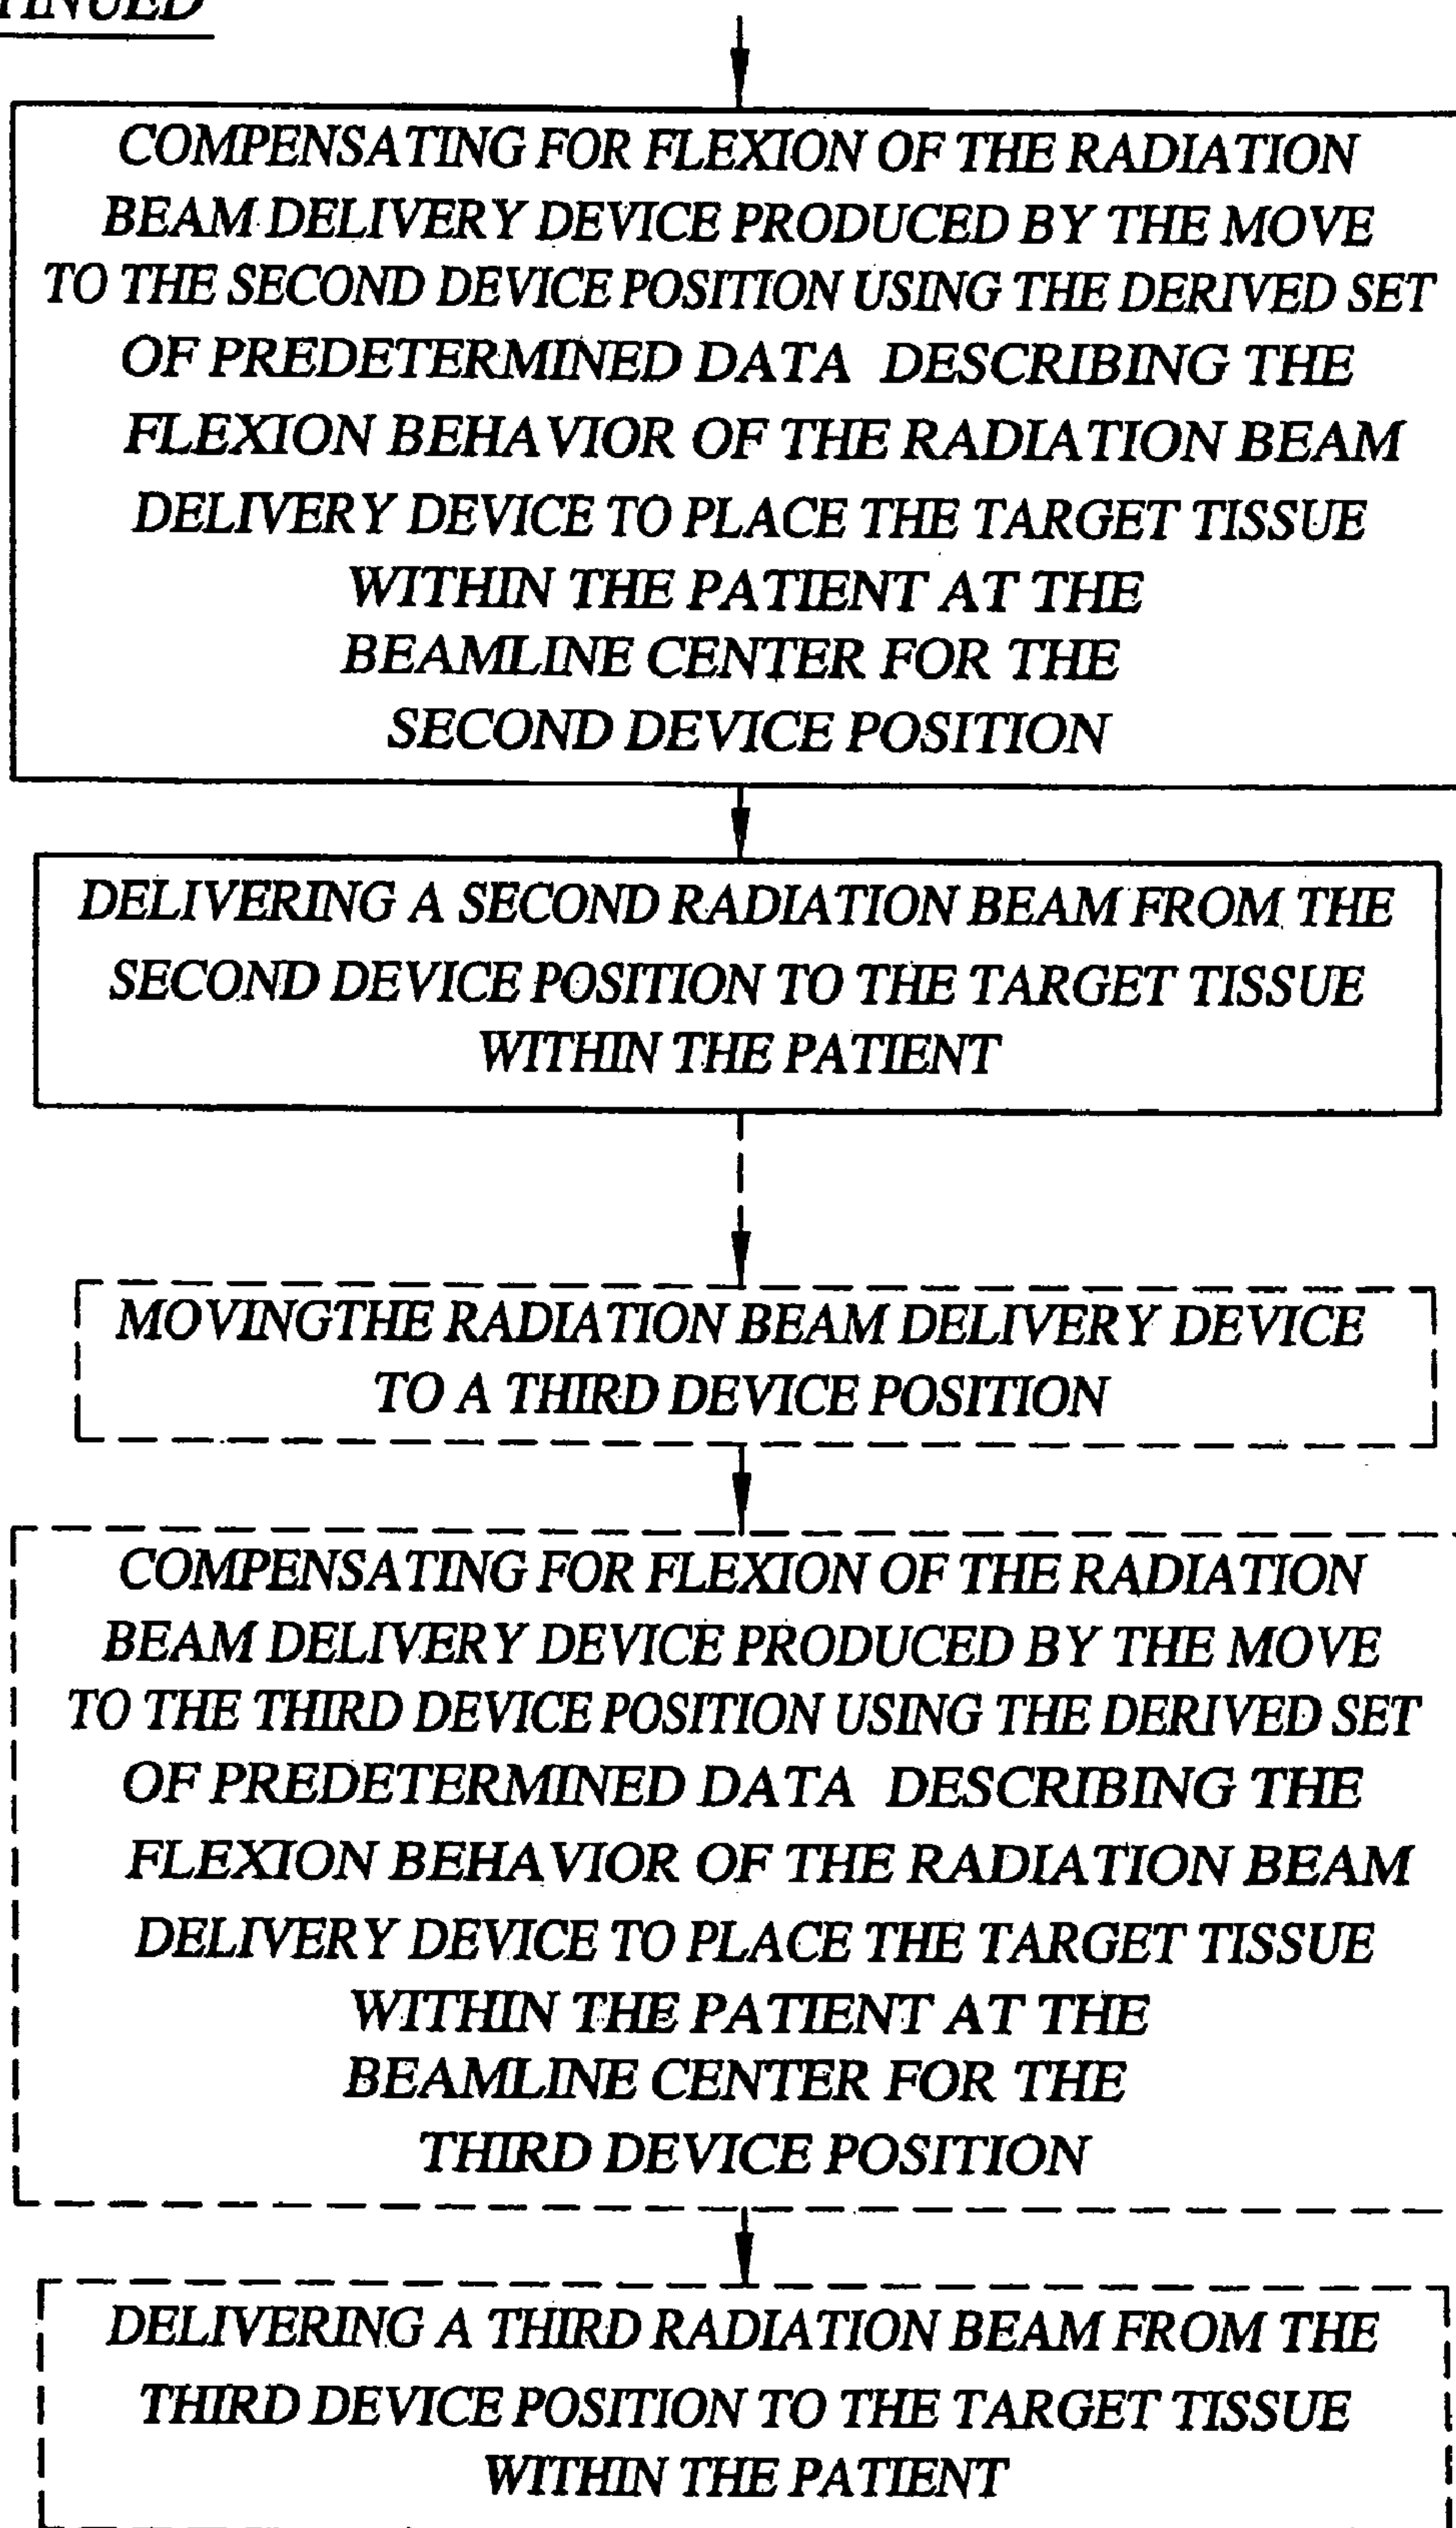 COMPENSATING FOR FLEXION OF THE RADIATION
BEAM DELIVERY DEVICE PRODUCED BY THE MOVE
TO THE SECOND DEVICE POSITION USING THE DERIVED SET
OF PREDETERMINED DATA DESCRIBING THE
FLEXION BEHAVIOR OF THE RADIATION BEAM
DELIVERY DEVICE TO PLACE THE TARGET TISSUE
WITHIN THE PATIENT AT THE
BEAMLINE CENTER FOR THE
SECOND DEVICE POSITION
DELIVERING A SECOND RADIATION BEAM FROM THE
SECOND DEVICE POSITION TO THE TARGET TISSUE
WITHIN THE PATIENT
MOVINGTHE RADIATION BEAM DELIVERY DEVICE
TO A THIRD DEVICE POSITION
COMPENSATING FOR FLEXION OF THE RADIATION
BEAM DELIVERY DEVICE PRODUCED BY THE MOVE
TO THE THIRD DEVICE POSITION USING THE DERIVED SET
OF PREDETERMINED DATA DESCRIBING THE
FLEXION BEHAVIOR OF THE RADIATION BEAM
DELIVERY DEVICE TO PLACE THE TARGET TISSUE
WITHIN THE PATIENT AT THE
BEAMLINE CENTER FOR THE
THIRD DEVICE POSITION
DELIVERING A THIRD RADIATION BEAM FROM THE
THIRD DEVICE POSITION TO THE TARGET TISSUE
WITHIN THE PATIENT